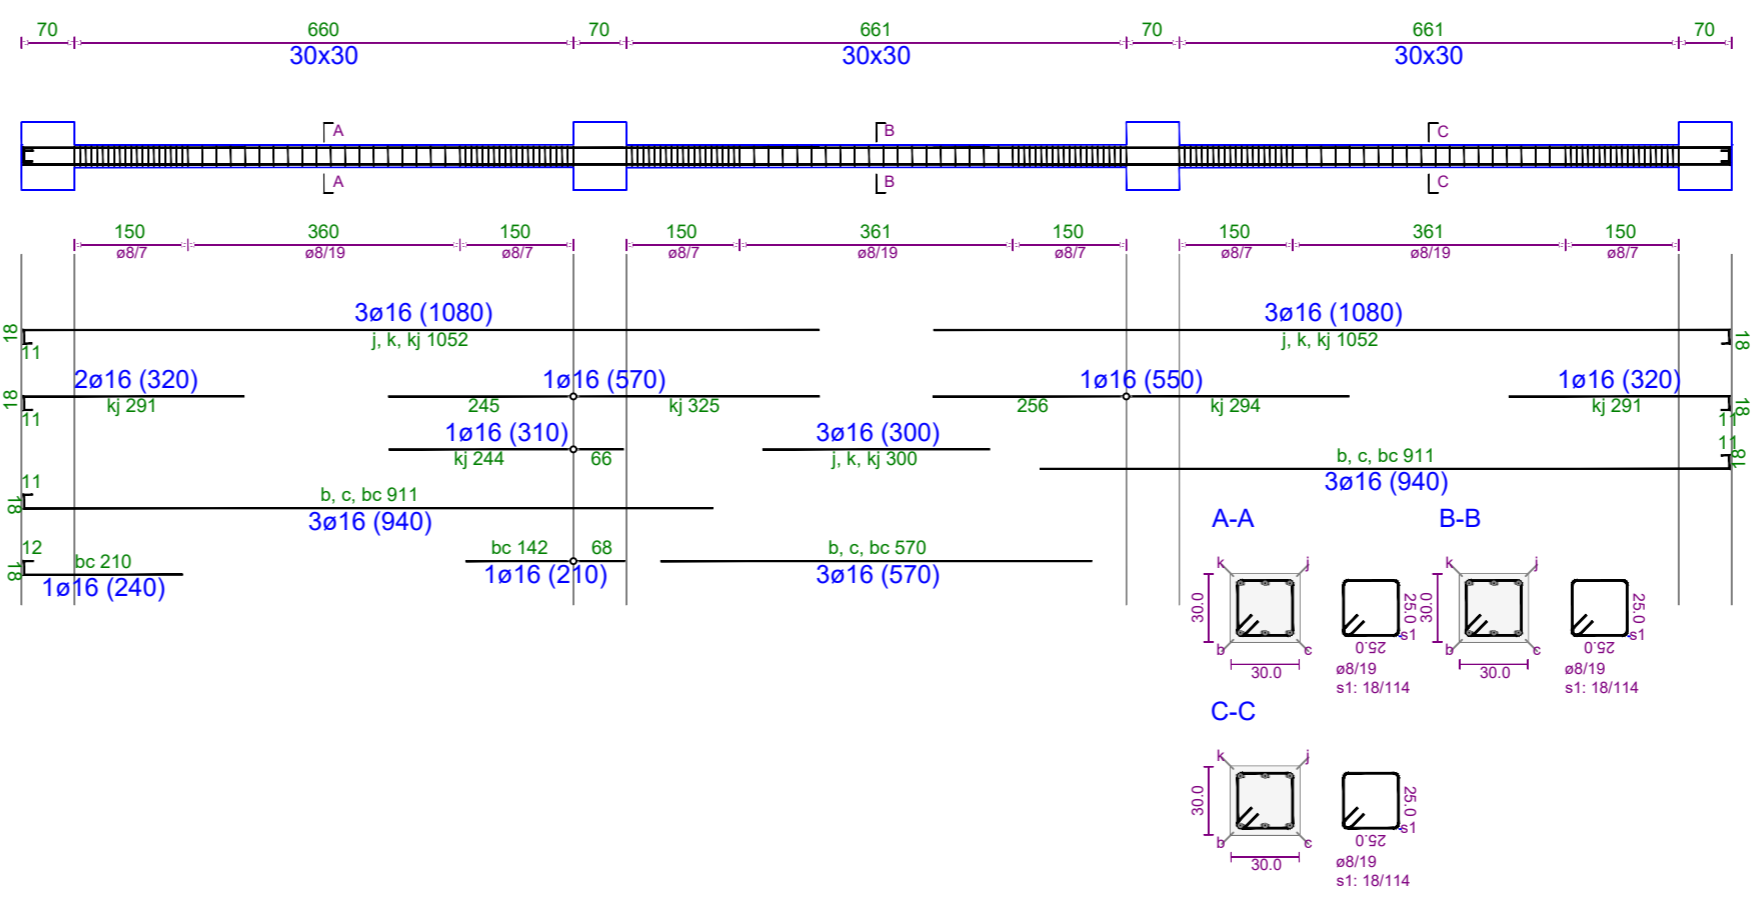 70 660 70 661 70 661 70
30x30 30x30 30x30
A B C
A B C
150 360 150 150 361 150 150 361 150
ø8/7 ø8/19 ø8/7 ø8/7 ø8/19 ø8/7 ø8/7 ø8/19 ø8/7
3ø16 (1080) 3ø16 (1080)
18 j, k, kj 1052 j, k, kj 1052 18
11
2ø16 (320) 1ø16 (570) 1ø16 (550) 1ø16 (320)
18 kj 291 245 kj 325 256 kj 294 kj 291 18
11 11
1ø16 (310) 3ø16 (300) 11
kj 244 66 j, k, kj 300 b, c, bc 911 18
3ø16 (940)
11 b, c, bc 911
18 3ø16 (940)
A-A B-B
12 bc 210 bc 142 68 b, c, bc 570
18 1ø16 (240) 1ø16 (210) 3ø16 (570)
k j k j
30.0 25.0 30.0 25.0
s1 s1
b c 25.0 b c 25.0
30.0 ø8/19 30.0 ø8/19
s1: 18/114 s1: 18/114
C-C
k j
30.0 25.0
s1
b c 25.0
30.0 ø8/19
s1: 18/114